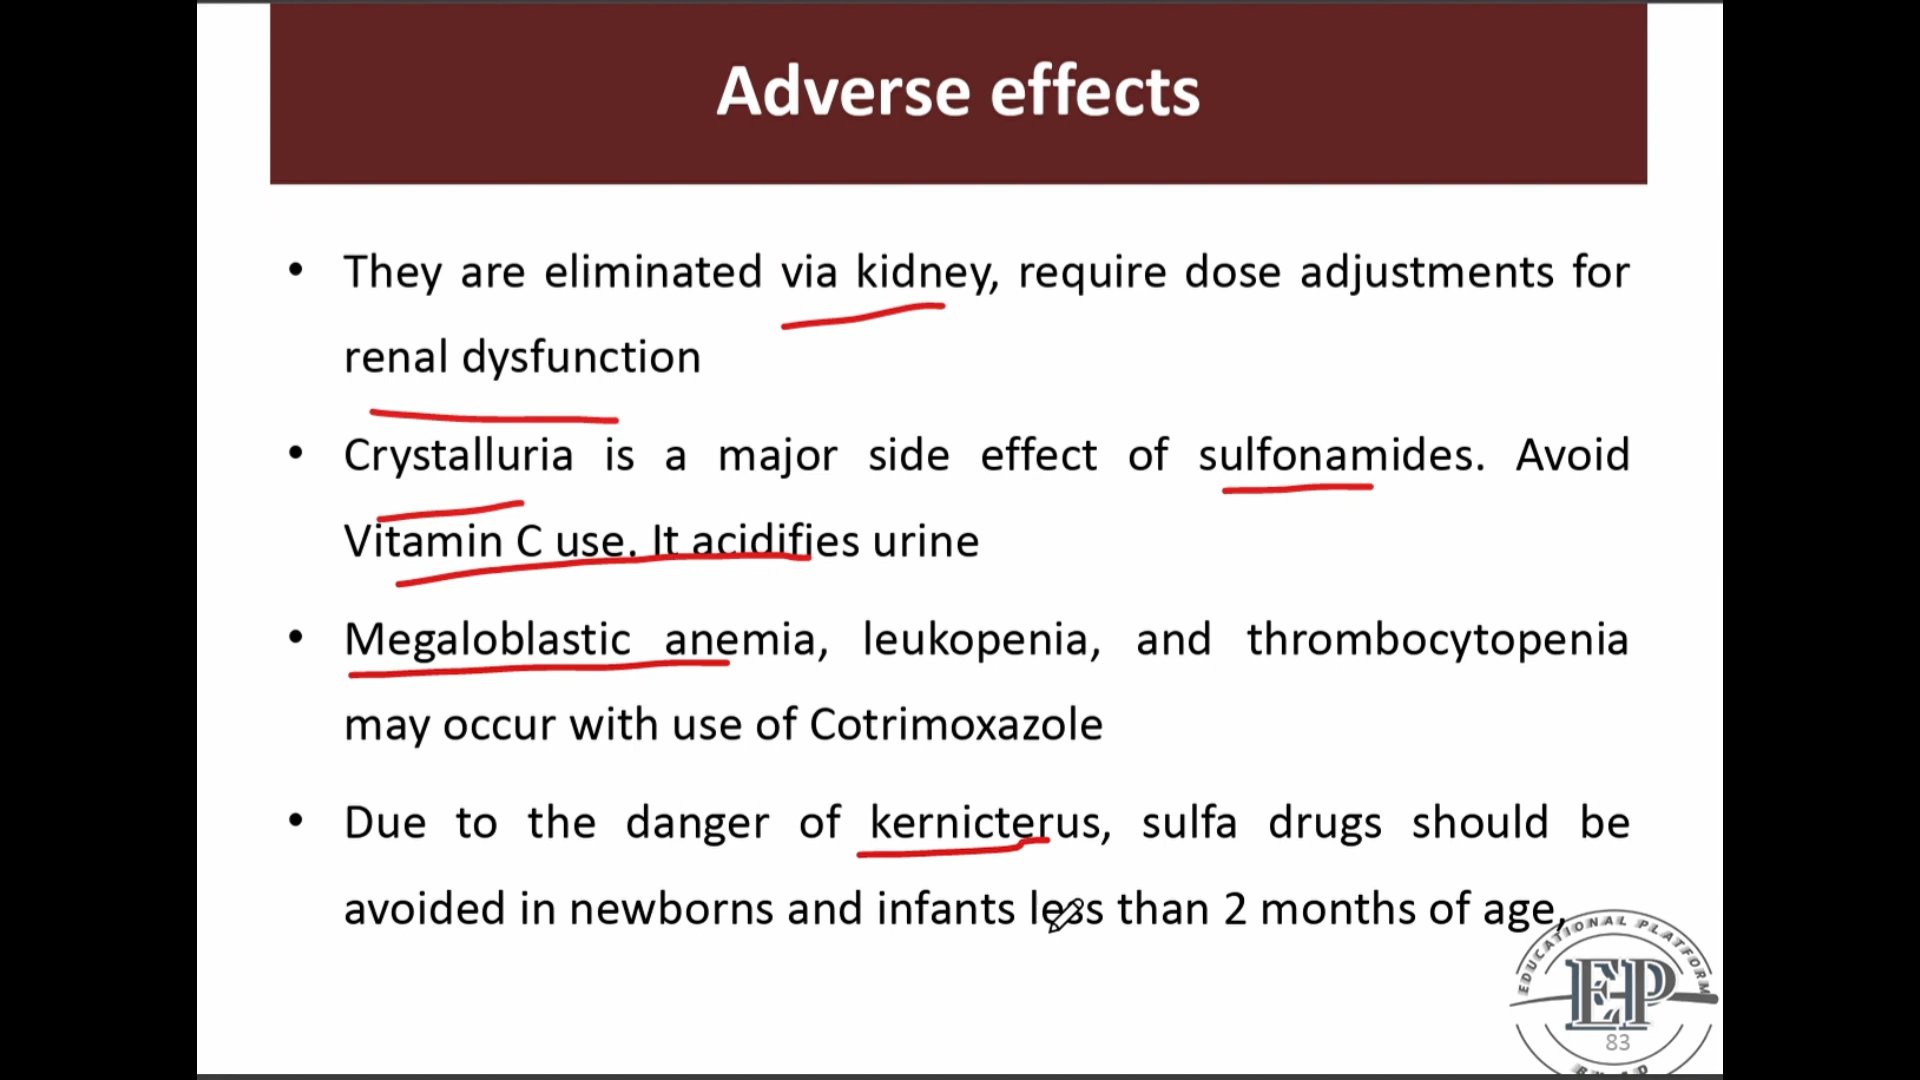 Adverse effects
• They are eliminated via kidney, require dose adjustments for
renal dysfunction
• Crystalluria is a major side effect of sulfonamides. Avoid
Vitamin C use. It acidifies urine
• Megaloblastic anemia, leukopenia, and thrombocytopenia
may occur with use of Cotrimoxazole
• Due to the danger of kernicterus, sulfa drugs should be
avoided in newborns and infants less than 2 months of age,
EDUCATIONAL PLATFORM
EP
83